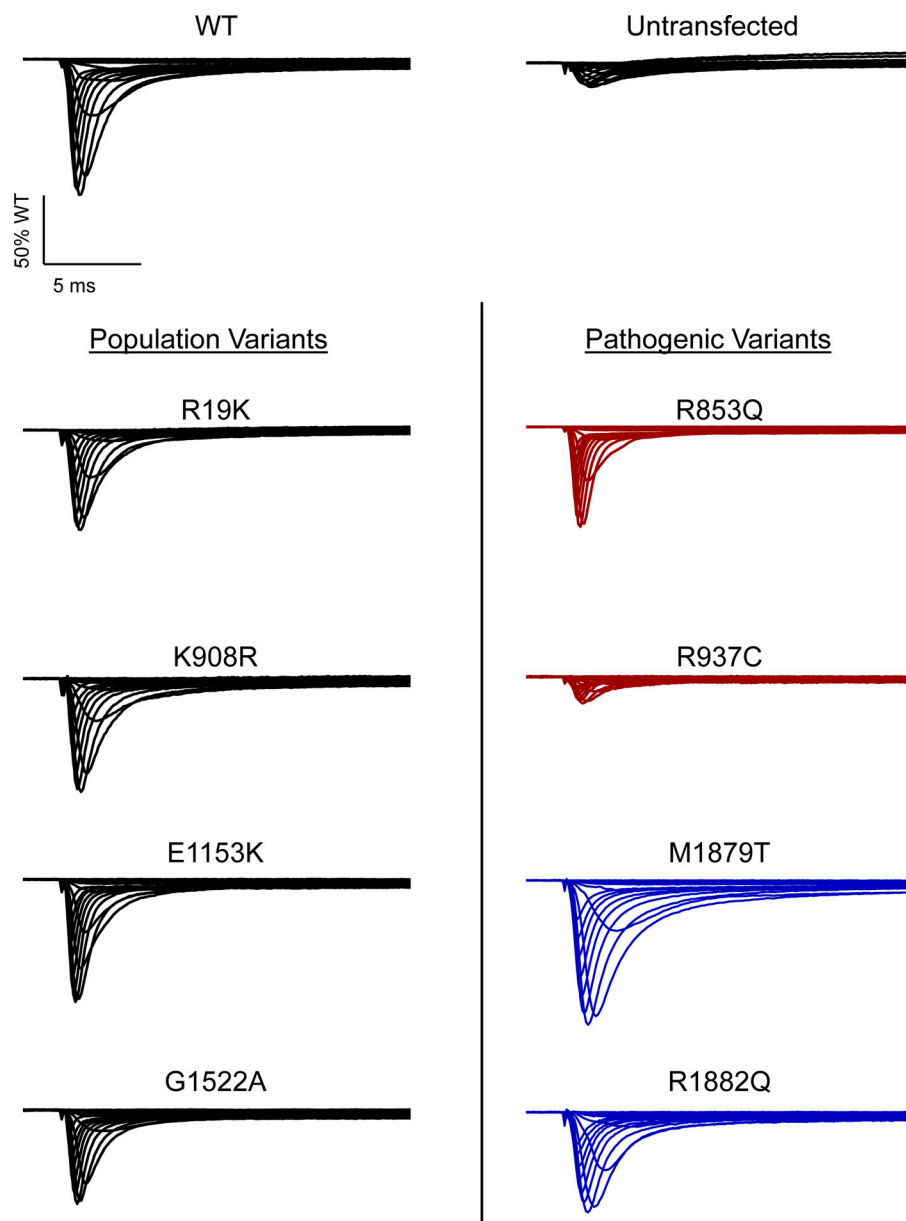 WT
Untransfected
50% WT
5 ms
Population Variants
Pathogenic Variants
R19K
R853Q
K908R
R937C
E1153K
M1879T
G1522A
R1882Q